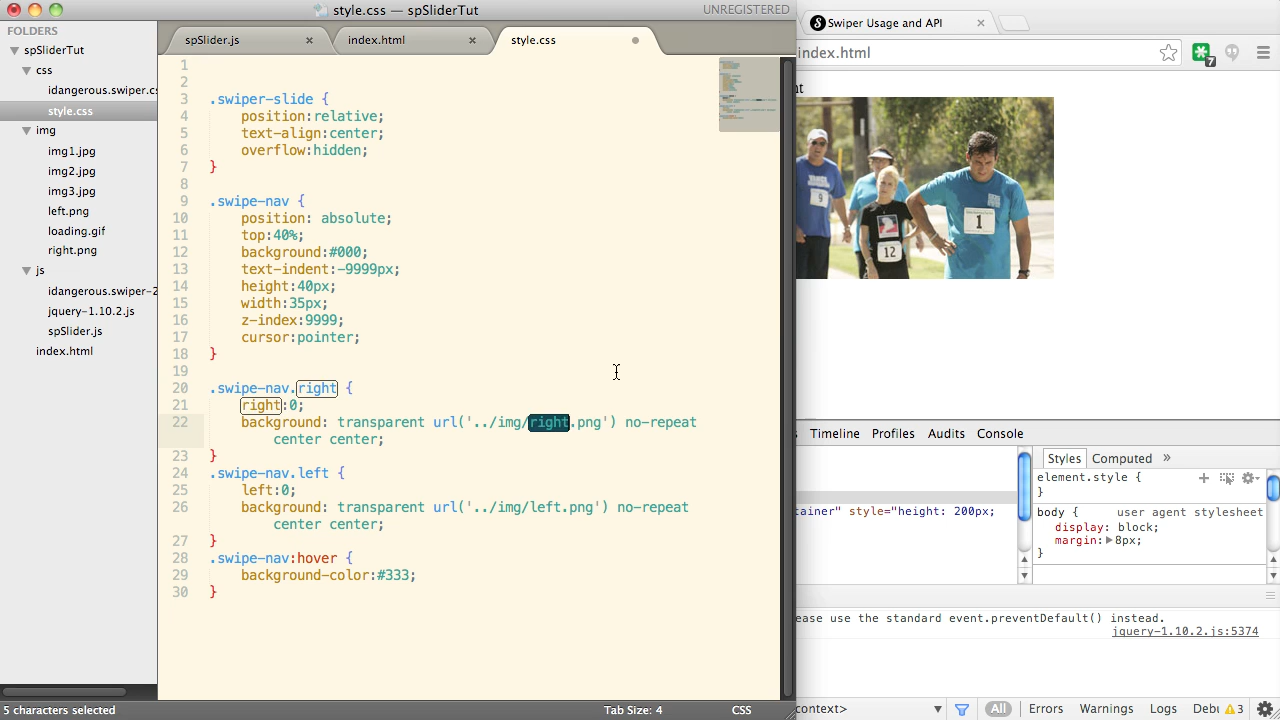 style.css — spSliderTut
UNREGISTERED
FOLDERS
spSliderTut
css
idangerous.swiper.cs
style.css
img
img1.jpg
img2.jpg
img3.jpg
left.png
loading.gif
right.png
js
idangerous.swiper-2
jquery-1.10.2.js
spSlider.js
index.html
spSlider.js
index.html
style.css
1
2
3 .swiper-slide {
4 position:relative;
5 text-align:center;
6 overflow:hidden;
7 }
8
9 .swipe-nav {
10 position: absolute;
11 top:40%;
12 background:#000;
13 text-indent:-9999px;
14 height:40px;
15 width:35px;
16 z-index:9999;
17 cursor:pointer;
18 }
19
20 .swipe-nav.right {
21 right:0;
22 background: transparent url('../img/right.png') no-repeat
center center;
23 }
24 .swipe-nav.left {
25 left:0;
26 background: transparent url('../img/left.png') no-repeat
center center;
27 }
28 .swipe-nav:hover {
29 background-color:#333;
30 }
5 characters selected
Tab Size: 4
CSS
Swiper Usage and API
index.html
7
nt
9
12
1
Timeline Profiles Audits Console
Styles Computed »
element.style {
}
ainer" style="height: 200px;
body { user agent stylesheet
display: block;
margin: 8px;
}
ease use the standard event.preventDefault() instead.
jquery-1.10.2.js:5374
context>
All Errors Warnings Logs Debu 3